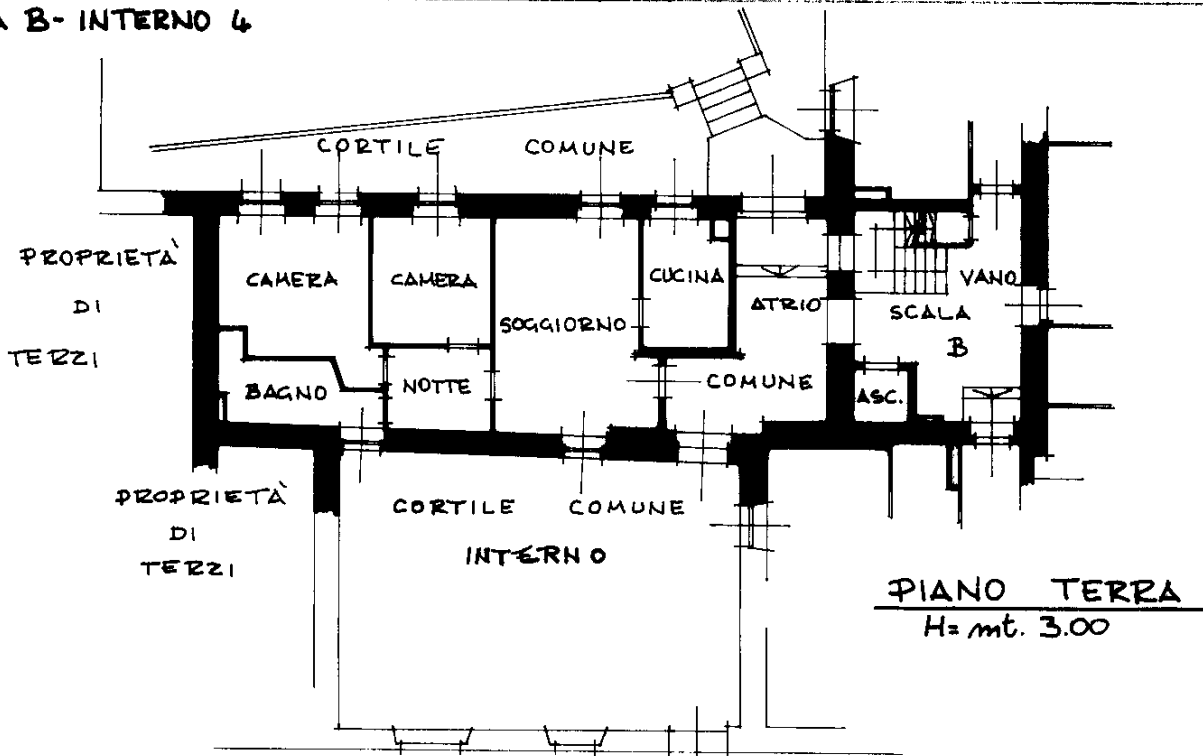 A B- INTERNO 4
CORTILE COMUNE
PROPRIETÀ
DI
TERZI
CAMERA
CAMERA
SOGGIORNO
CUCINA
ATRIO
COMUNE
VANO
SCALA
B
BAGNO
NOTTE
ASC.
PROPRIETÀ
DI
TERZI
CORTILE COMUNE
INTERNO
PIANO TERRA
H= mt. 3.00